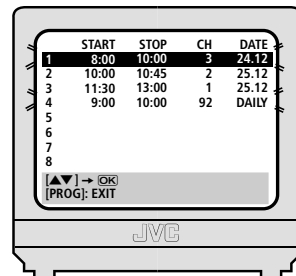 START STOP CH DATE
1 8:00 10:00 3 24.12
2 10:00 10:45 2 25.12
3 11:30 13:00 1 25.12
4 9:00 10:00 92 DAILY
5
6
7
8
[▲▼] → OK
[PROG]: EXIT
JVC